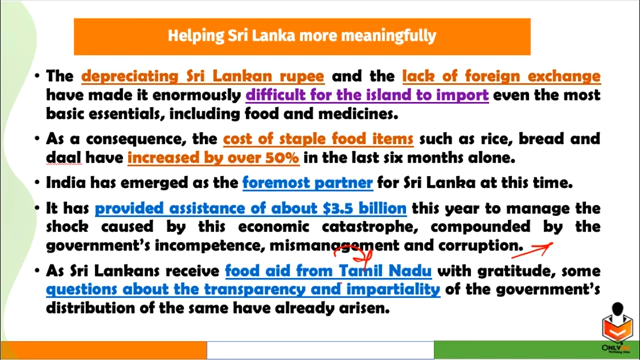 Helping Sri Lanka more meaningfully
• The depreciating Sri Lankan rupee and the lack of foreign exchange
have made it enormously difficult for the island to import even the most
basic essentials, including food and medicines.
• As a consequence, the cost of staple food items such as rice, bread and
daal have increased by over 50% in the last six months alone.
• India has emerged as the foremost partner for Sri Lanka at this time.
• It has provided assistance of about $3.5 billion this year to manage the
shock caused by this economic catastrophe, compounded by the
government's incompetence, mismanagement and corruption.
• As Sri Lankans receive food aid from Tamil Nadu with gratitude, some
questions about the transparency and impartiality of the government's
distribution of the same have already arisen.